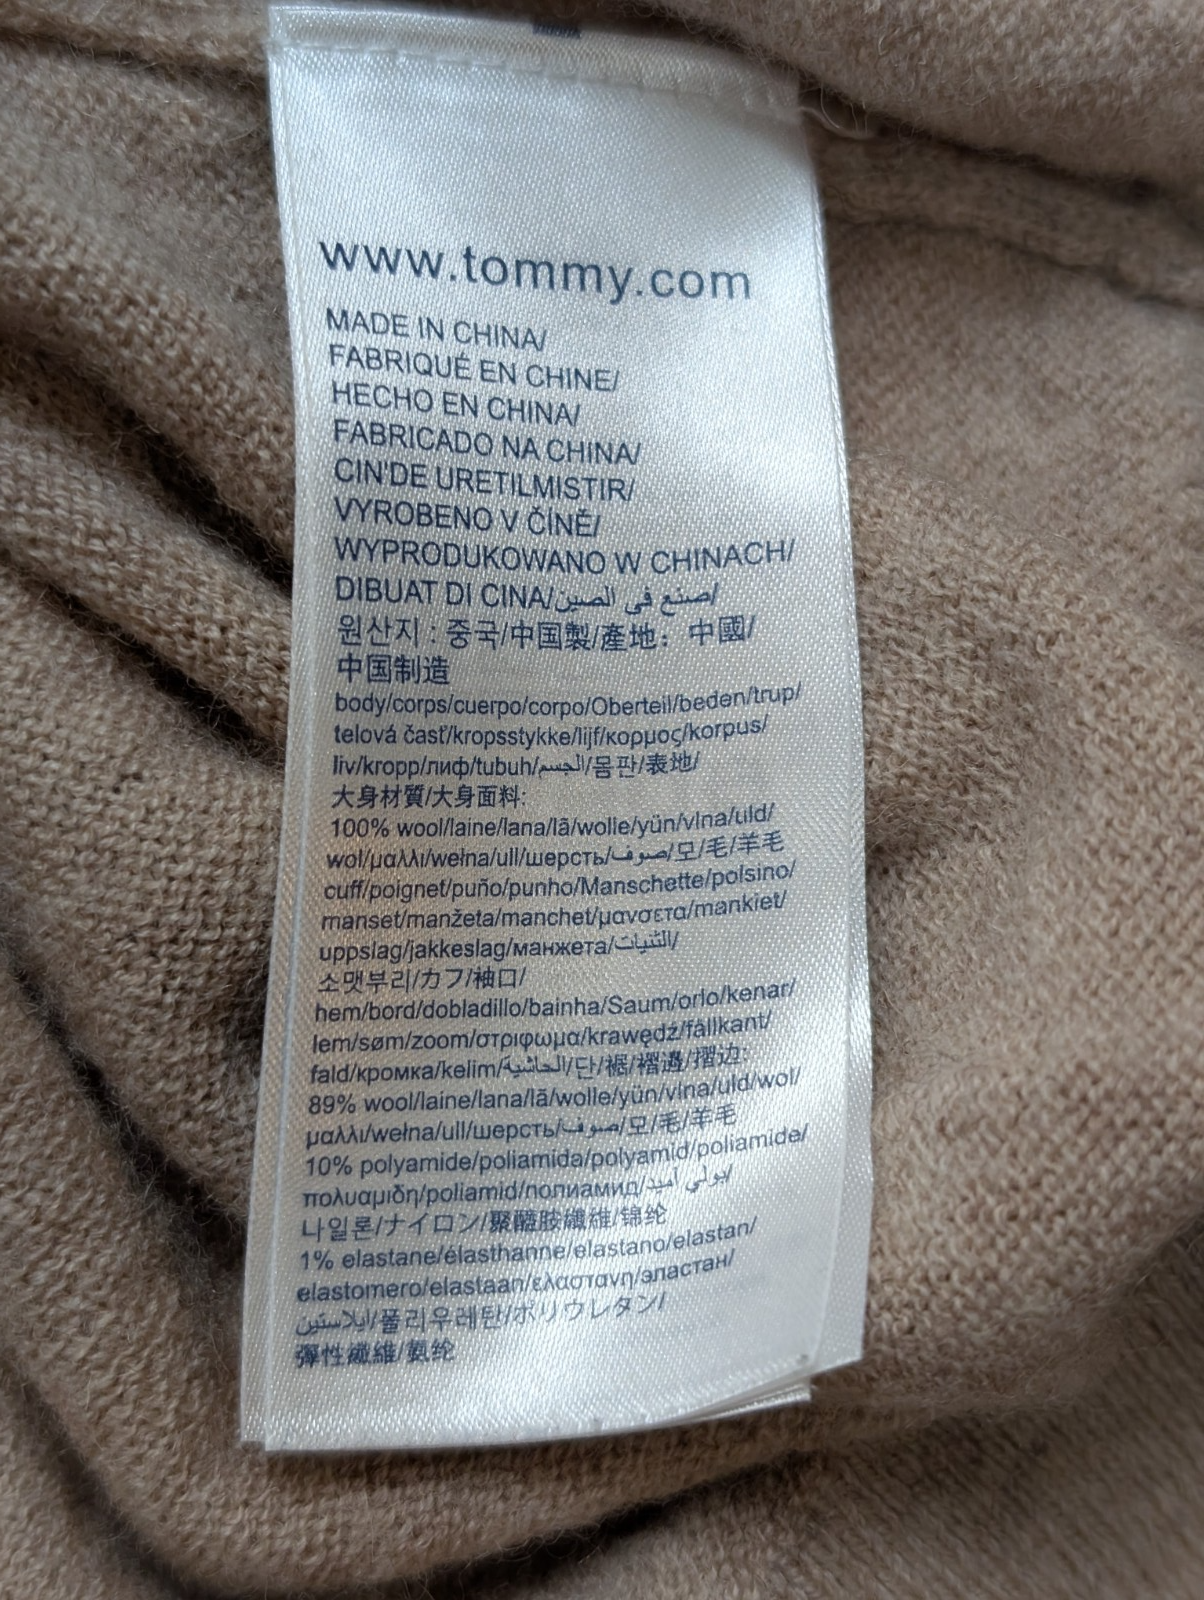 www.tommy.com
MADE IN CHINA/
FABRIQUÉ EN CHINE/
HECHO EN CHINA/
FABRICADO NA CHINA/
CIN'DE URETILMISTIR/
VYROBENO V ČÍNĚ/
WYPRODUKOWANO W CHINACH/
DIBUAT DI CINA/صنع في الصين/
원산지 : 중국/中国製/產地：中國/
中国制造
body/corps/cuerpo/corpo/Oberteil/beden/trup/
telová časť/kropsstykke/lijf/κορμος/korpus/
liv/kropp/лиф/tubuh/الجسم/몸판/表地/
大身材質/大身面料:
100% wool/laine/lana/lã/wolle/yün/vlna/uld/
wol/μαλλι/wełna/ull/шерсть/صوف/모/毛/羊毛
cuff/poignet/puño/punho/Manschette/polsino/
manset/manžeta/manchet/μανσετα/mankiet/
uppslag/jakkeslag/манжета/الثنيات/
소맷부리/カフ/袖口/
hem/bord/dobladillo/bainha/Saum/orlo/kenar/
lem/søm/zoom/στριφωμα/krawędź/fållkant/
fald/кромка/kelim/الحاشية/단/裾/褶邊/摺边:
89% wool/laine/lana/lã/wolle/yün/vlna/uld/wol/
μαλλι/wełna/ull/шерсть/صوف/모/毛/羊毛
10% polyamide/poliamida/polyamid/poliamide/
πολυαμιδη/poliamid/полиамид/بولي أميد/
나일론/ナイロン/聚醯胺纖維/锦纶
1% elastane/élasthanne/elastano/elastan/
elastomero/elastaan/ελαστανη/эластан/
ايلاستين/폴리우레탄/ポリウレタン/
彈性纖維/氨纶